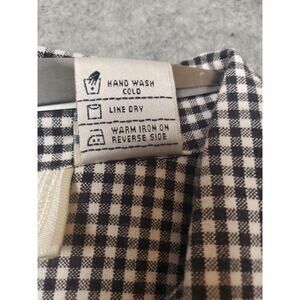 HAND WASH
COLD
LINE DRY
WARM IRON ON
REVERSE SIDE